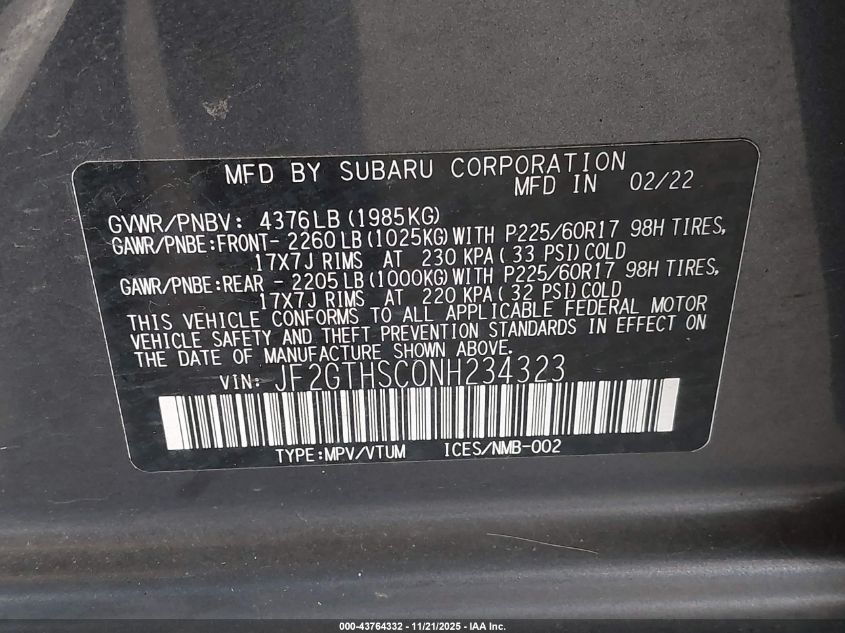 MFD BY SUBARU CORPORATION
MFD IN 02/22
GVWR/PNBV: 4376LB (1985KG)
GAWR/PNBE:FRONT- 2260LB (1025KG) WITH P225/60R17 98H TIRES,
17X7J RIMS AT 230 KPA( 33 PSI)COLD
GAWR/PNBE:REAR - 2205LB (1000KG) WITH P225/60R17 98H TIRES,
17X7J RIMS AT 220 KPA( 32 PSI)COLD
THIS VEHICLE CONFORMS TO ALL APPLICABLE FEDERAL MOTOR
VEHICLE SAFETY AND THEFT PREVENTION STANDARDS IN EFFECT ON
THE DATE OF MANUFACTURE SHOWN ABOVE.
VIN: JF2GTHSC0NH234323
TYPE:MPV/VTUM ICES/NMB-002
000-43764332 - 11/21/2025 - IAA Inc.